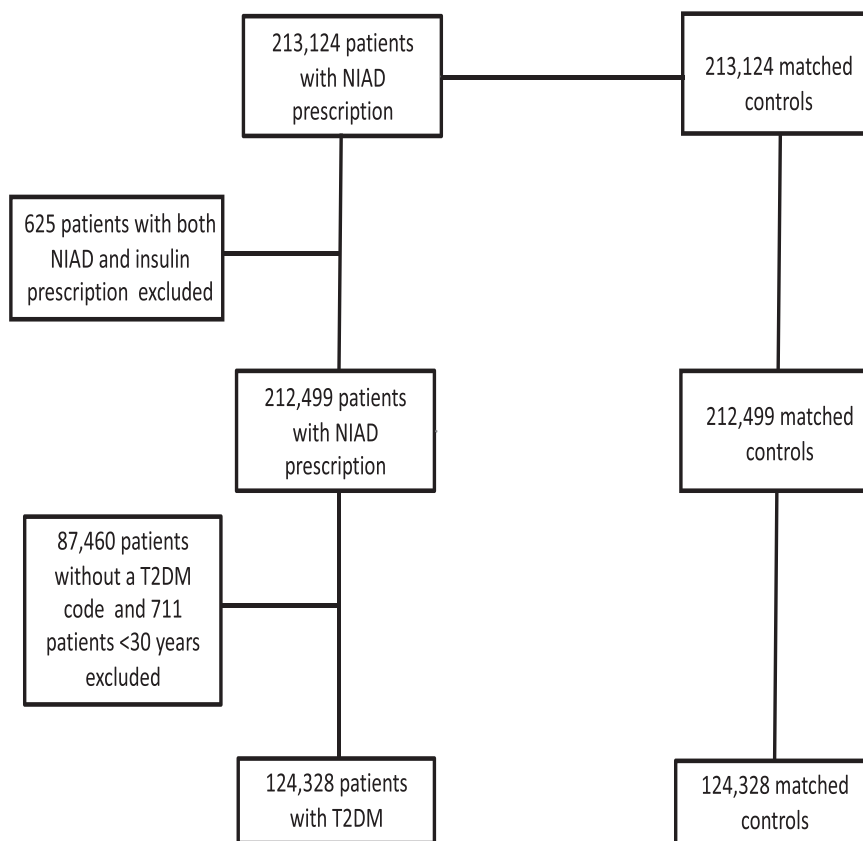 213,124 patients
with NIAD
prescription
213,124 matched
controls
625 patients with both
NIAD and insulin
prescription excluded
212,499 patients
with NIAD
prescription
212,499 matched
controls
87,460 patients
without a T2DM
code and 711
patients <30 years
excluded
124,328 patients
with T2DM
124,328 matched
controls